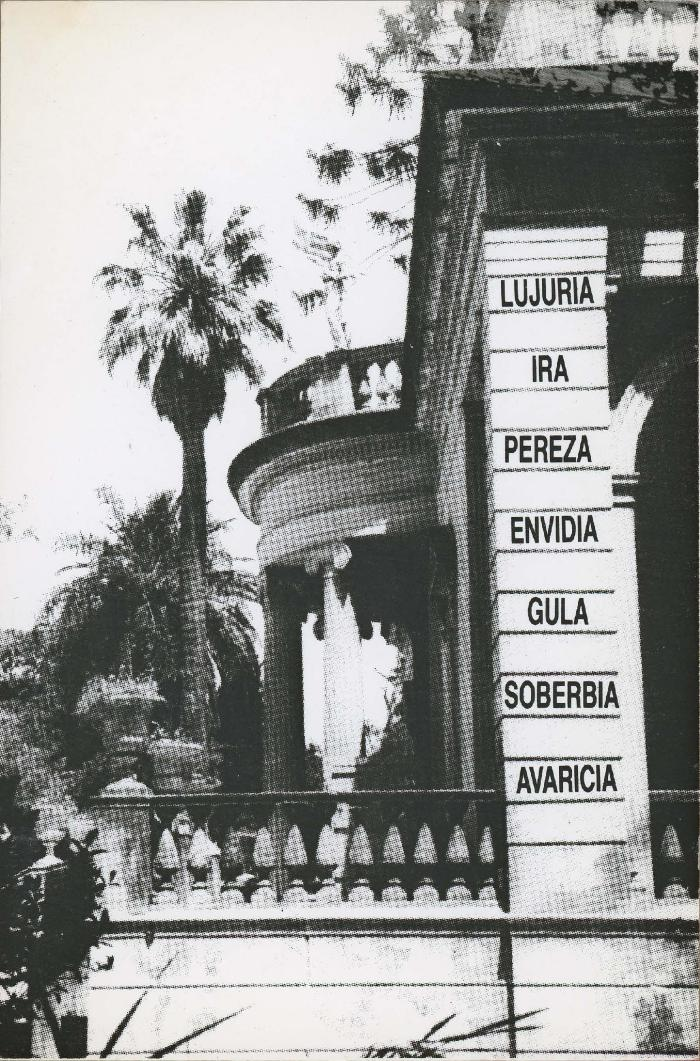 LUJURIA
IRA
PEREZA
ENVIDIA
GULA
SOBERBIA
AVARICIA